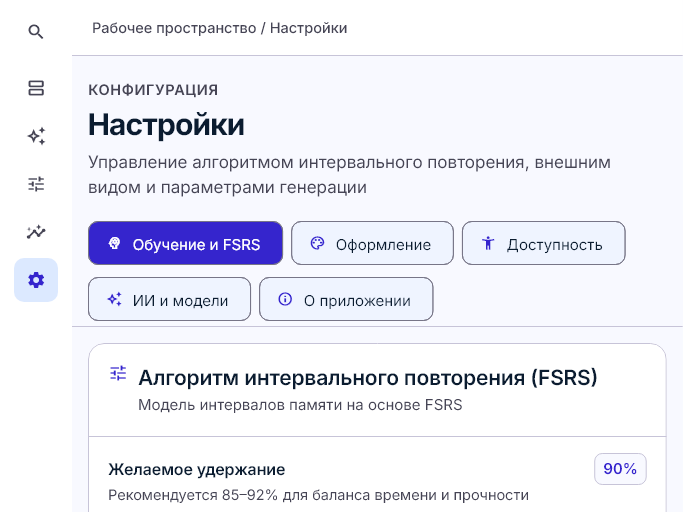 Рабочее пространство / Настройки
КОНФИГУРАЦИЯ
Настройки
Управление алгоритмом интервального повторения, внешним
видом и параметрами генерации
Обучение и FSRS
Оформление
Доступность
ИИ и модели
О приложении
Алгоритм интервального повторения (FSRS)
Модель интервалов памяти на основе FSRS
Желаемое удержание
90%
Рекомендуется 85–92% для баланса времени и прочности